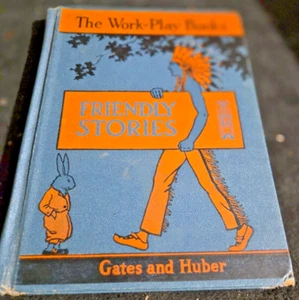 The Work-Play Books
FRIENDLY
STORIES
Gates and Huber